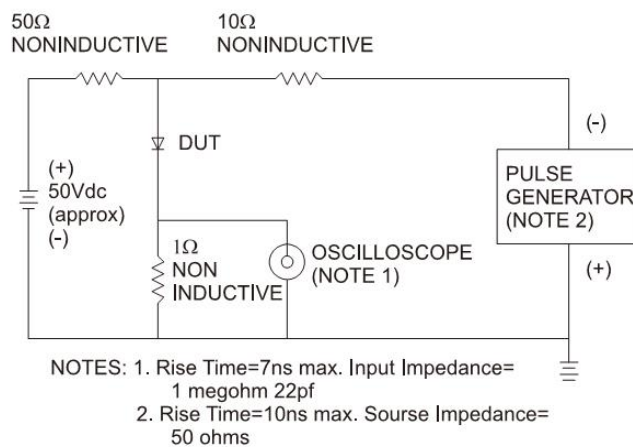 50Ω
NONINDUCTIVE
10Ω
NONINDUCTIVE
DUT
(+)
50Vdc
(approx)
(-)
1Ω
NON
INDUCTIVE
OSCILLOSCOPE
(NOTE 1)
(-)
PULSE
GENERATOR
(NOTE 2)
(+)
NOTES: 1. Rise Time=7ns max. Input Impedance=
1 megohm 22pf
2. Rise Time=10ns max. Sourse Impedance=
50 ohms